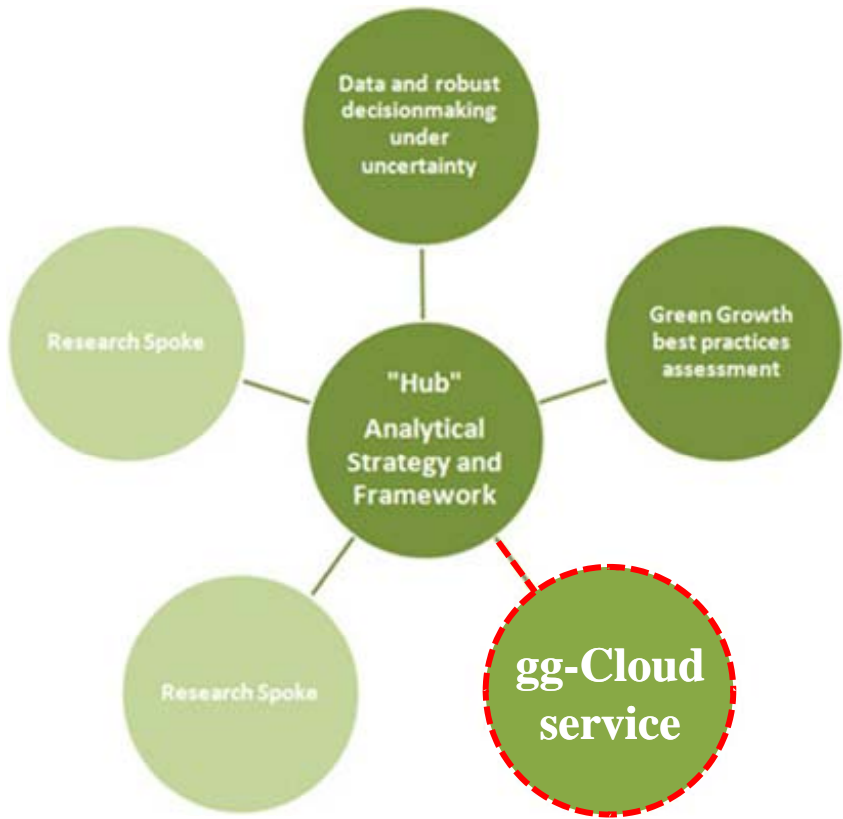 Data and robust
decisionmaking
under
uncertainty
Research Spoke
Green Growth
best practices
assessment
"Hub"
Analytical
Strategy and
Framework
Research Spoke
gg-Cloud
service